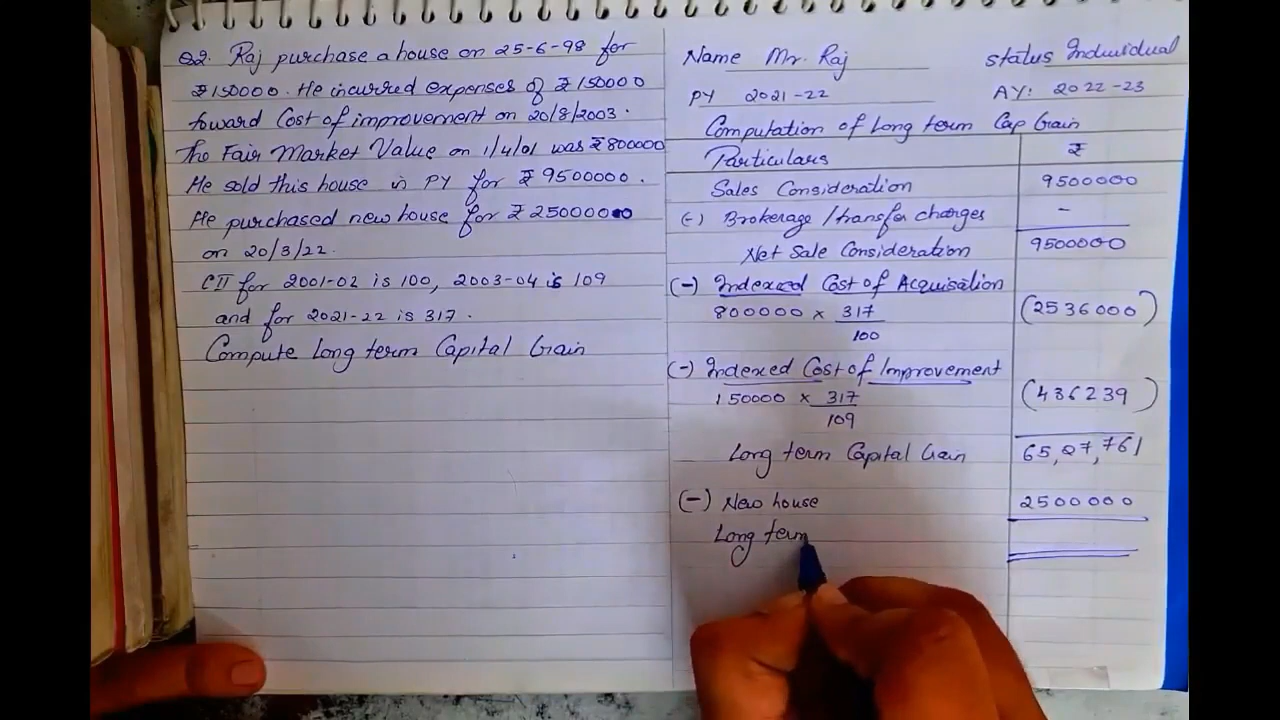 Q2. Raj purchase a house on 25-6-98 for
₹150000. He incurred expenses of ₹150000
toward Cost of improvement on 20/8/2003.
The Fair Market Value on 1/4/01 was ₹800000
He sold this house in PY for ₹ 9500000.
He purchased new house for ₹ 2500000
on 20/3/22.
CII for 2001-02 is 100, 2003-04 is 109
and for 2021-22 is 317.
Compute Long term Capital Gain
Name Mr. Raj status Individual
PY 2021-22 AY: 2022-23
Computation of Long term Cap Gain
Particulars ₹
Sales Consideration 9500000
(-) Brokerage / transfer charges -
Net Sale Consideration 9500000
(-) Indexed Cost of Acquisation
800000 × 317/100 (2536000)
(-) Indexed Cost of Improvement
150000 × 317/109 (436239)
Long term Capital Gain 65,27,761
(-) New house 2500000
Long term